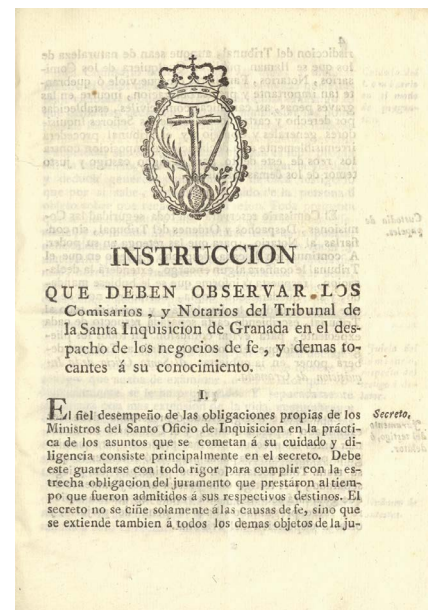 INSTRUCCION
QUE DEBEN OBSERVAR LOS
Comisarios, y Notarios del Tribunal de
la Santa Inquisicion de Granada en el des-
pacho de los negocios de fe, y demas to-
cantes á su conocimiento.
I.
El fiel desempeño de las obligaciones propias de los
Ministros del Santo Oficio de Inquisicion en la prácti-
ca de los asuntos que se cometan á su cuidado y di-
ligencia consiste principalmente en el secreto. Debe
este guardarse con todo rigor para cumplir con la es-
trecha obligacion del juramento que prestaron al tiem-
po que fueron admitidos á sus respectivos destinos. El
secreto no se ciñe solamente á las causas de fe, sino que
se extiende tambien á todos los demas objetos de la ju-
Secreto.